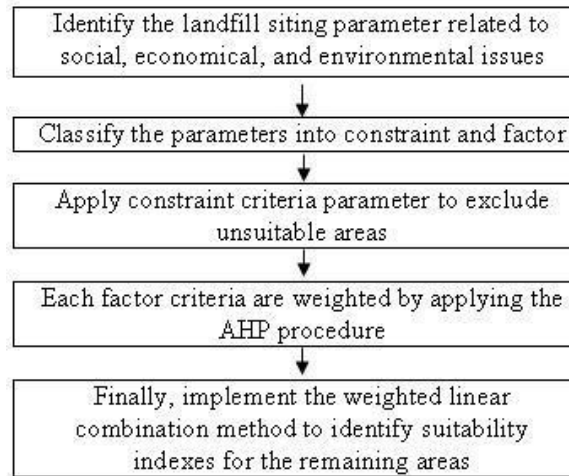 Identify the landfill siting parameter related to
social, economical, and environmental issues
Classify the parameters into constraint and factor
Apply constraint criteria parameter to exclude
unsuitable areas
Each factor criteria are weighted by applying the
AHP procedure
Finally, implement the weighted linear
combination method to identify suitability
indexes for the remaining areas